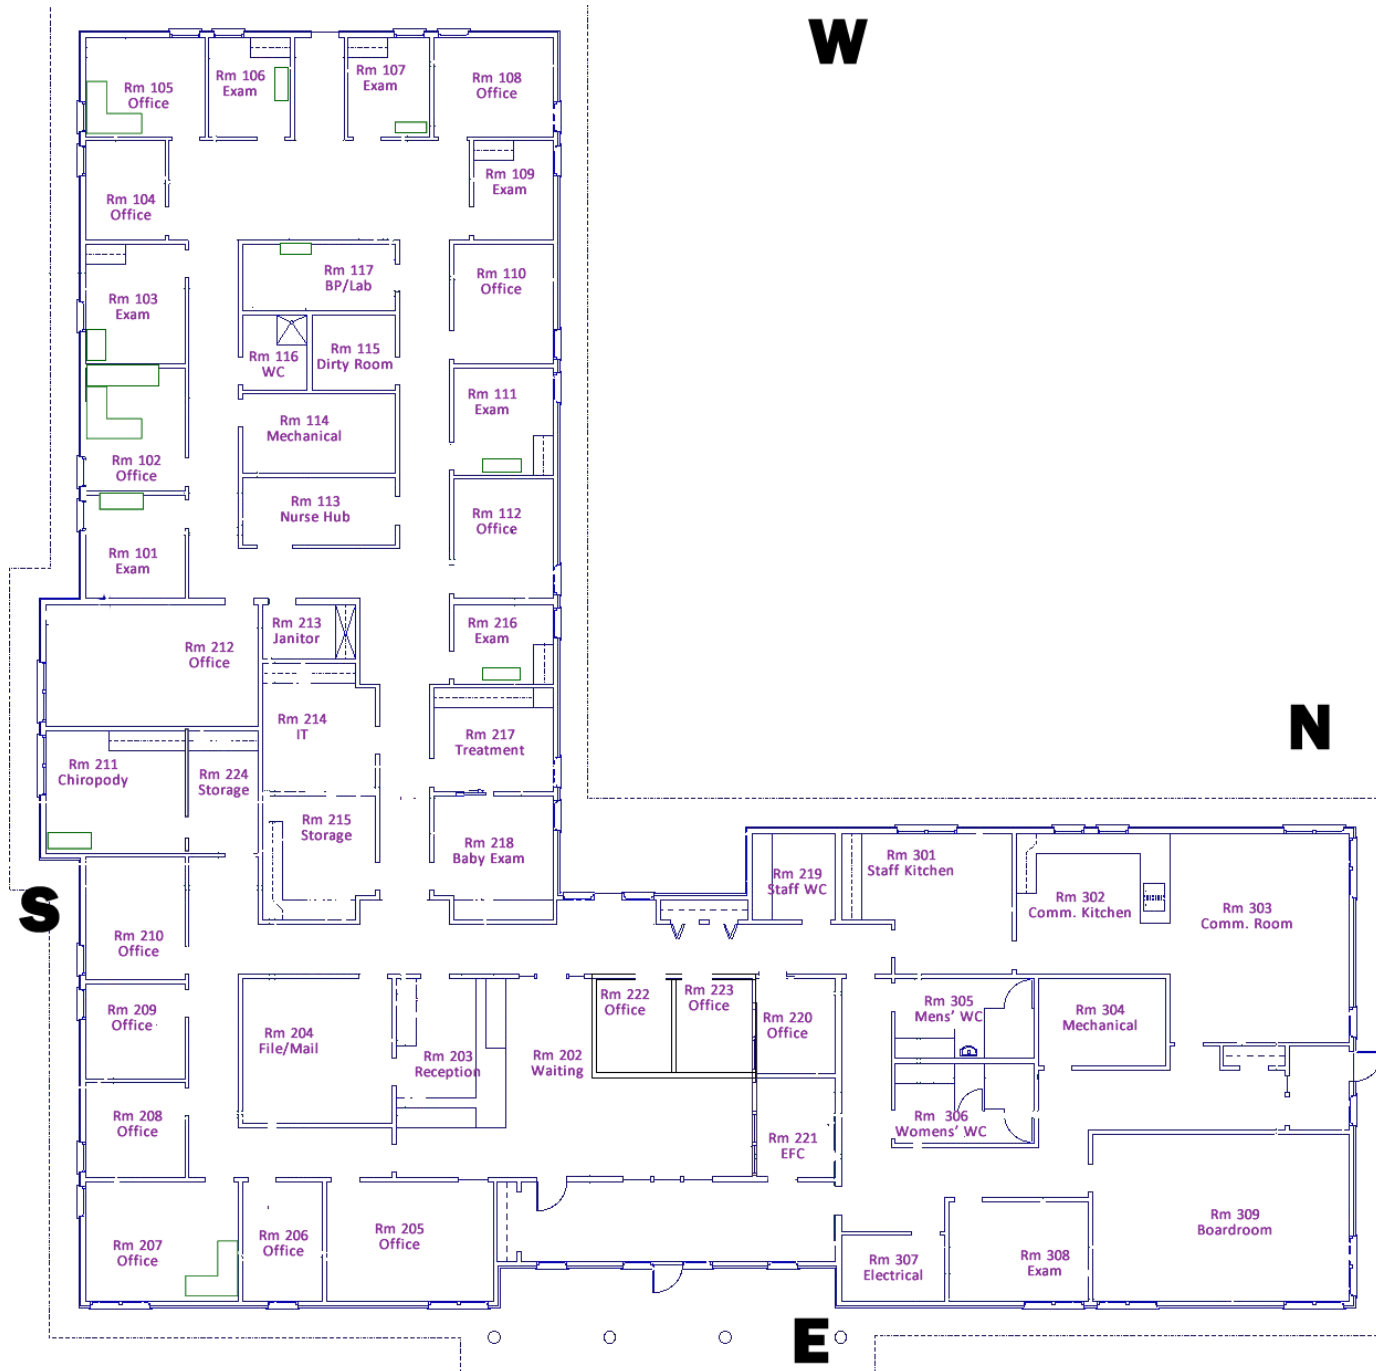 W
Rm 105
Office
Rm 106
Exam
Rm 107
Exam
Rm 108
Office
Rm 104
Office
Rm 109
Exam
Rm 103
Exam
Rm 117
BP/Lab
Rm 110
Office
Rm 116
WC
Rm 115
Dirty Room
Rm 111
Exam
Rm 102
Office
Rm 114
Mechanical
Rm 113
Nurse Hub
Rm 112
Office
Rm 101
Exam
Rm 212
Office
Rm 213
Janitor
Rm 216
Exam
Rm 214
IT
Rm 217
Treatment
N
Rm 211
Chiropody
Rm 224
Storage
Rm 215
Storage
Rm 218
Baby Exam
S
Rm 219
Staff WC
Rm 301
Staff Kitchen
Rm 302
Comm. Kitchen
Rm 303
Comm. Room
Rm 210
Office
Rm 209
Office
Rm 204
File/Mail
Rm 203
Reception
Rm 202
Waiting
Rm 222
Office
Rm 223
Office
Rm 220
Office
Rm 305
Mens' WC
Rm 304
Mechanical
Rm 208
Office
Rm 221
EFC
Rm 306
Womens' WC
Rm 207
Office
Rm 206
Office
Rm 205
Office
Rm 307
Electrical
Rm 308
Exam
Rm 309
Boardroom
E